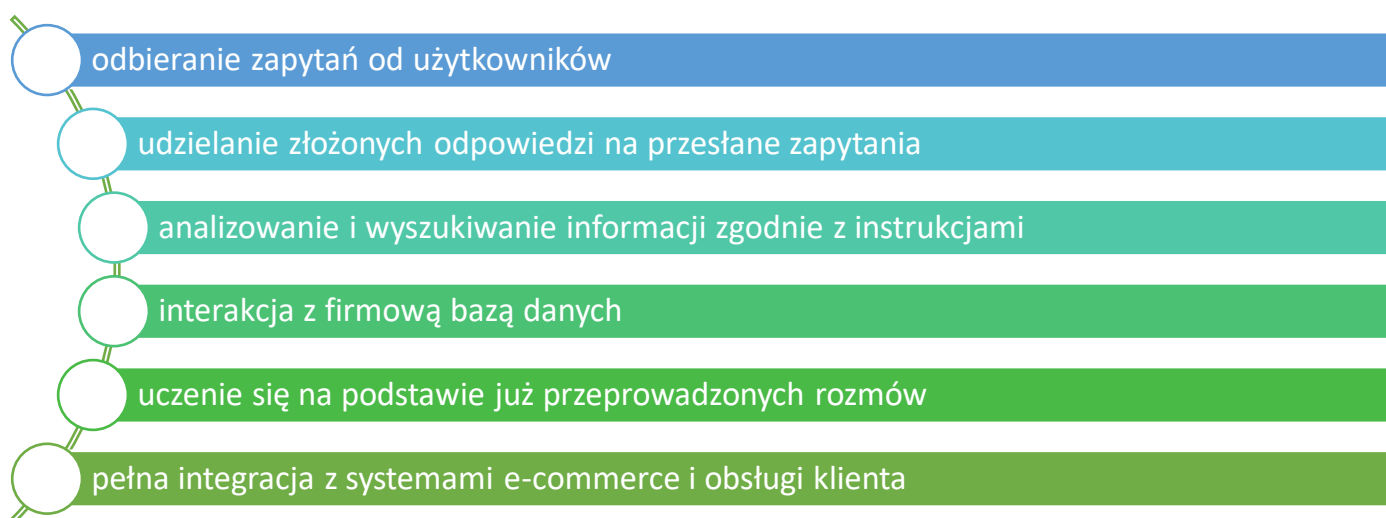 odbieranie zapytań od użytkowników
udzielanie złożonych odpowiedzi na przesłane zapytania
analizowanie i wyszukiwanie informacji zgodnie z instrukcjami
interakcja z firmową bazą danych
uczenie się na podstawie już przeprowadzonych rozmów
pełna integracja z systemami e-commerce i obsługi klienta